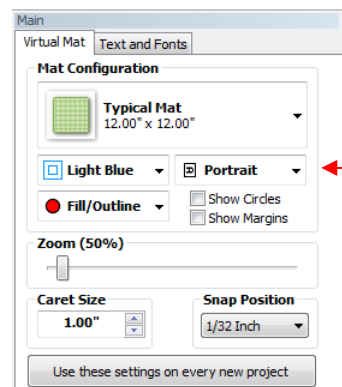 Main
Virtual Mat Text and Fonts
Mat Configuration
Typical Mat
12.00" x 12.00"
Light Blue Portrait
Fill/Outline Show Circles
Show Margins
Zoom (50%)
Caret Size Snap Position
1.00" 1/32 Inch
Use these settings on every new project